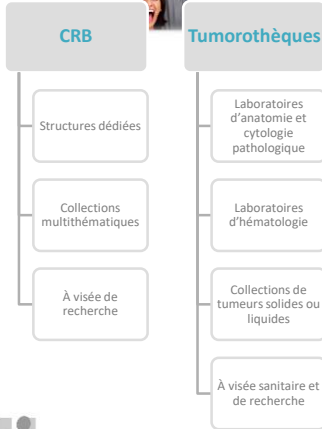 CRB
Structures dédiées
Collections
multithématiques
À visée de
recherche
Tumorothèques
Laboratoires
d'anatomie et
cytologie
pathologique
Laboratoires
d'hématologie
Collections de
tumeurs solides ou
liquides
À visée sanitaire et
de recherche